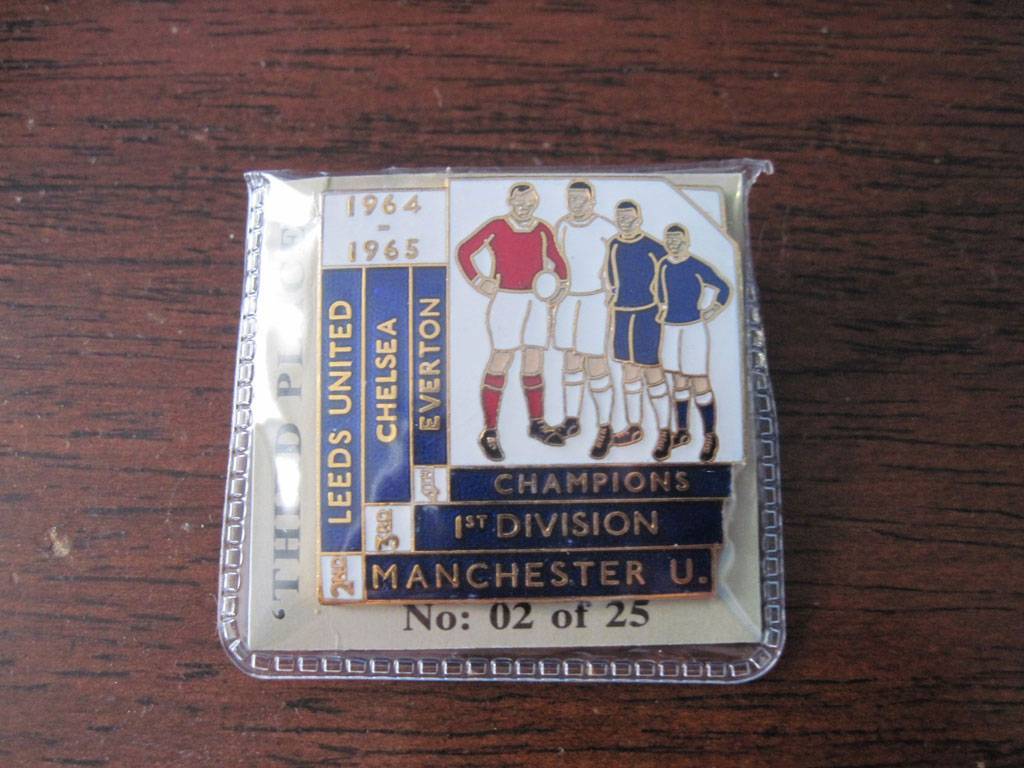 1964
-
1965
LEEDS UNITED
CHELSEA
EVERTON
4TH
CHAMPIONS
3RD
1ST DIVISION
2ND
MANCHESTER U.
No: 02 of 25